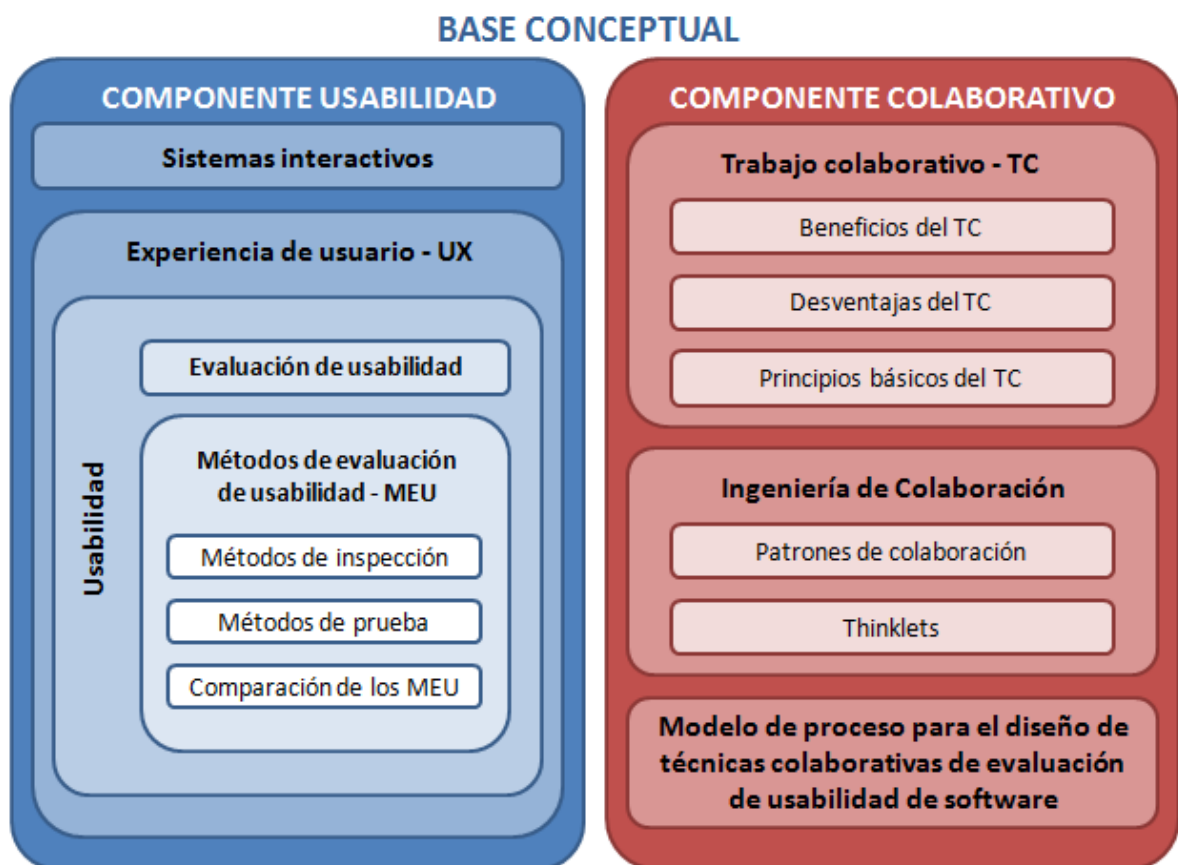 BASE CONCEPTUAL
COMPONENTE USABILIDAD
Sistemas interactivos
Experiencia de usuario - UX
Usabilidad
Evaluación de usabilidad
Métodos de evaluación
de usabilidad - MEU
Métodos de inspección
Métodos de prueba
Comparación de los MEU
COMPONENTE COLABORATIVO
Trabajo colaborativo - TC
Beneficios del TC
Desventajas del TC
Principios básicos del TC
Ingeniería de Colaboración
Patrones de colaboración
Thinklets
Modelo de proceso para el diseño de
técnicas colaborativas de evaluación
de usabilidad de software